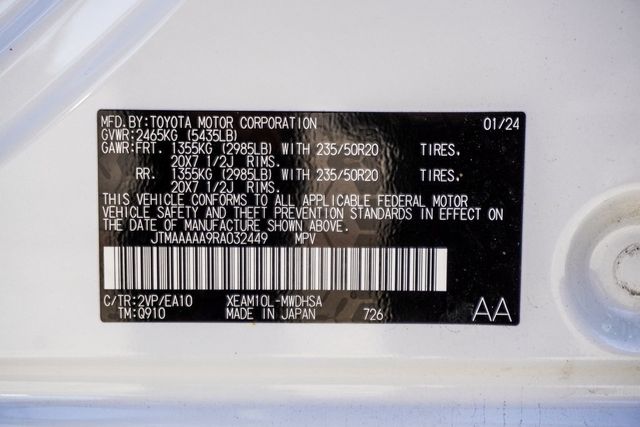 MFD.BY:TOYOTA MOTOR CORPORATION 01/24
GVWR:2465KG (5435LB)
GAWR:FRT. 1355KG (2985LB) WITH 235/50R20 TIRES.
20X7 1/2J RIMS.
RR. 1355KG (2985LB) WITH 235/50R20 TIRES.
20X7 1/2J RIMS.
THIS VEHICLE CONFORMS TO ALL APPLICABLE FEDERAL MOTOR
VEHICLE SAFETY AND THEFT PREVENTION STANDARDS IN EFFECT ON
THE DATE OF MANUFACTURE SHOWN ABOVE.
JTMAAAAA9RA032449 MPV
C/TR:2VP/EA10 XEAM10L-MWDHSA
TM:Q910 MADE IN JAPAN 726 AA